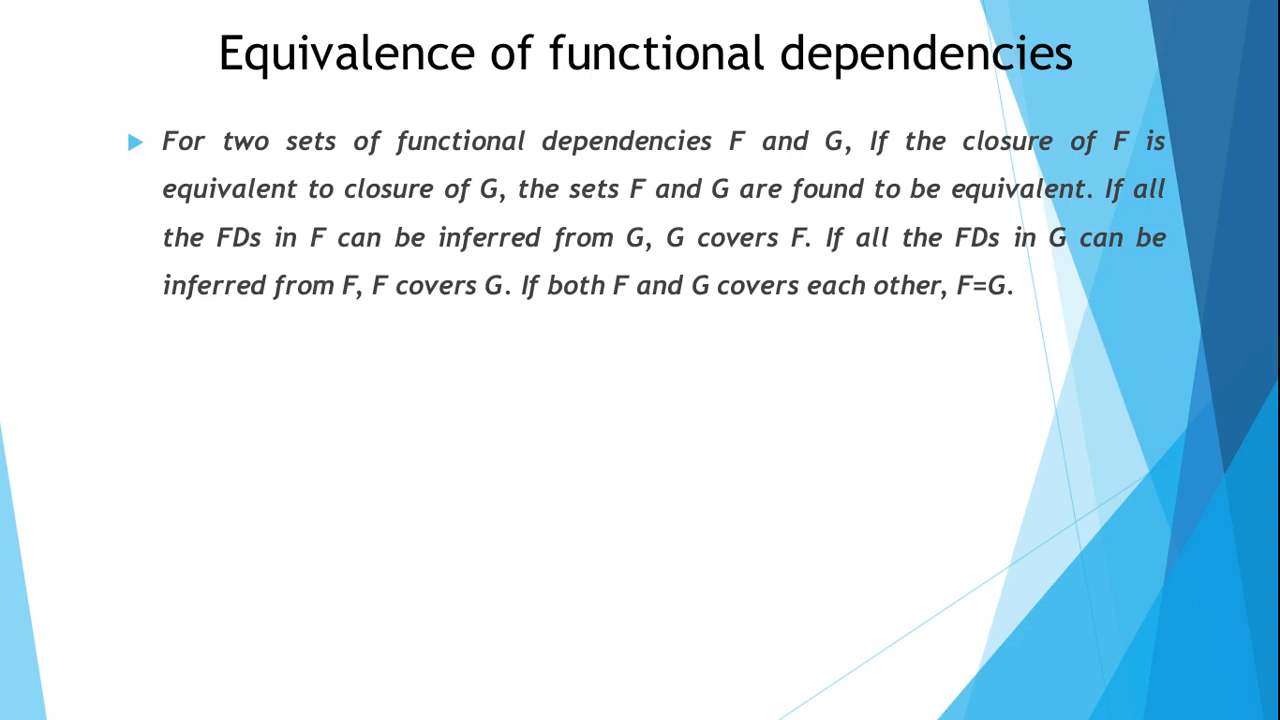 Equivalence of functional dependencies
For two sets of functional dependencies F and G, If the closure of F is
equivalent to closure of G, the sets F and G are found to be equivalent. If all
the FDs in F can be inferred from G, G covers F. If all the FDs in G can be
inferred from F, F covers G. If both F and G covers each other, F=G.